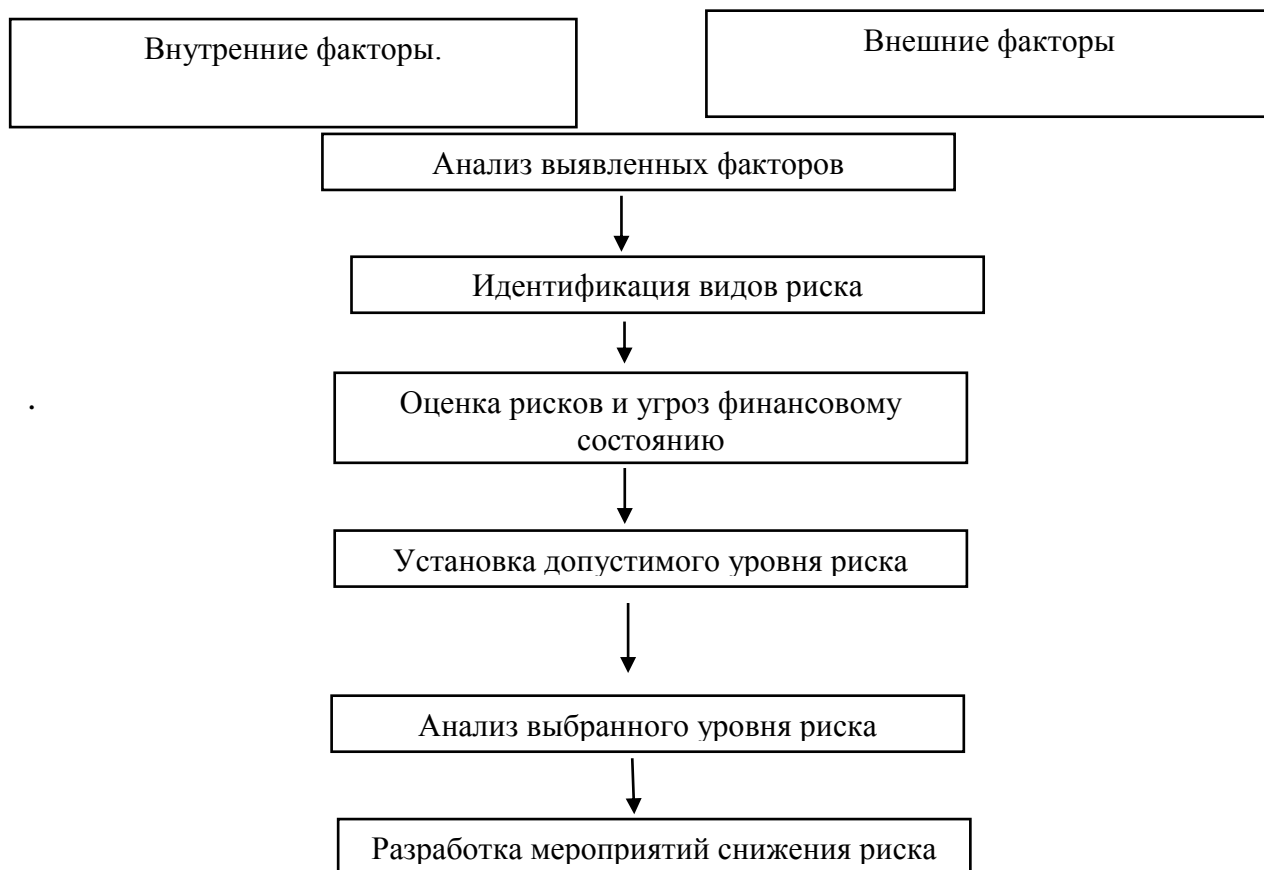 Внутренние факторы.
Внешние факторы
Анализ выявленных факторов
Идентификация видов риска
.
Оценка рисков и угроз финансовому
состоянию
Установка допустимого уровня риска
Анализ выбранного уровня риска
Разработка мероприятий снижения риска